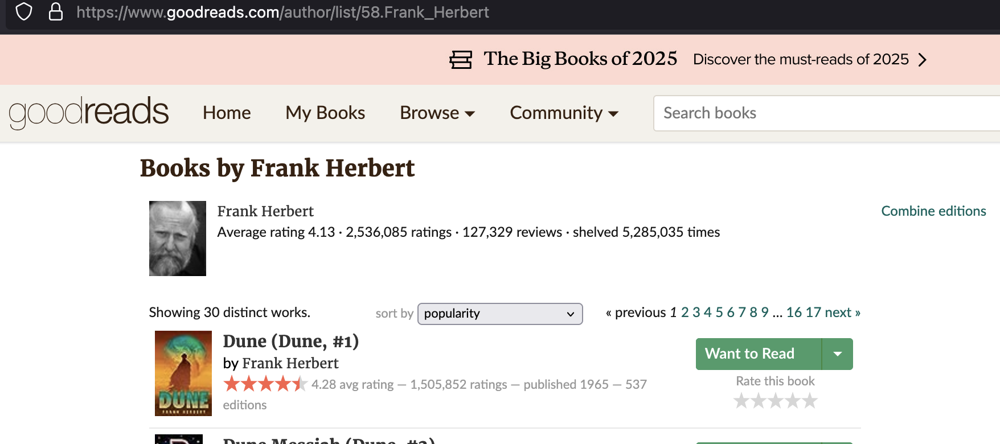 https://www.goodreads.com/author/list/58.Frank_Herbert
The Big Books of 2025 Discover the must-reads of 2025
goodreads Home My Books Browse Community Search books
Books by Frank Herbert
Frank Herbert
Combine editions
Average rating 4.13 · 2,536,085 ratings · 127,329 reviews · shelved 5,285,035 times
Showing 30 distinct works. sort by popularity « previous 1 2 3 4 5 6 7 8 9 … 16 17 next »
Dune (Dune, #1)
by Frank Herbert
4.28 avg rating — 1,505,852 ratings — published 1965 — 537
editions
Want to Read
Rate this book
DUNE
FRANK HERBERT
Dune Messiah (Dune, #2)